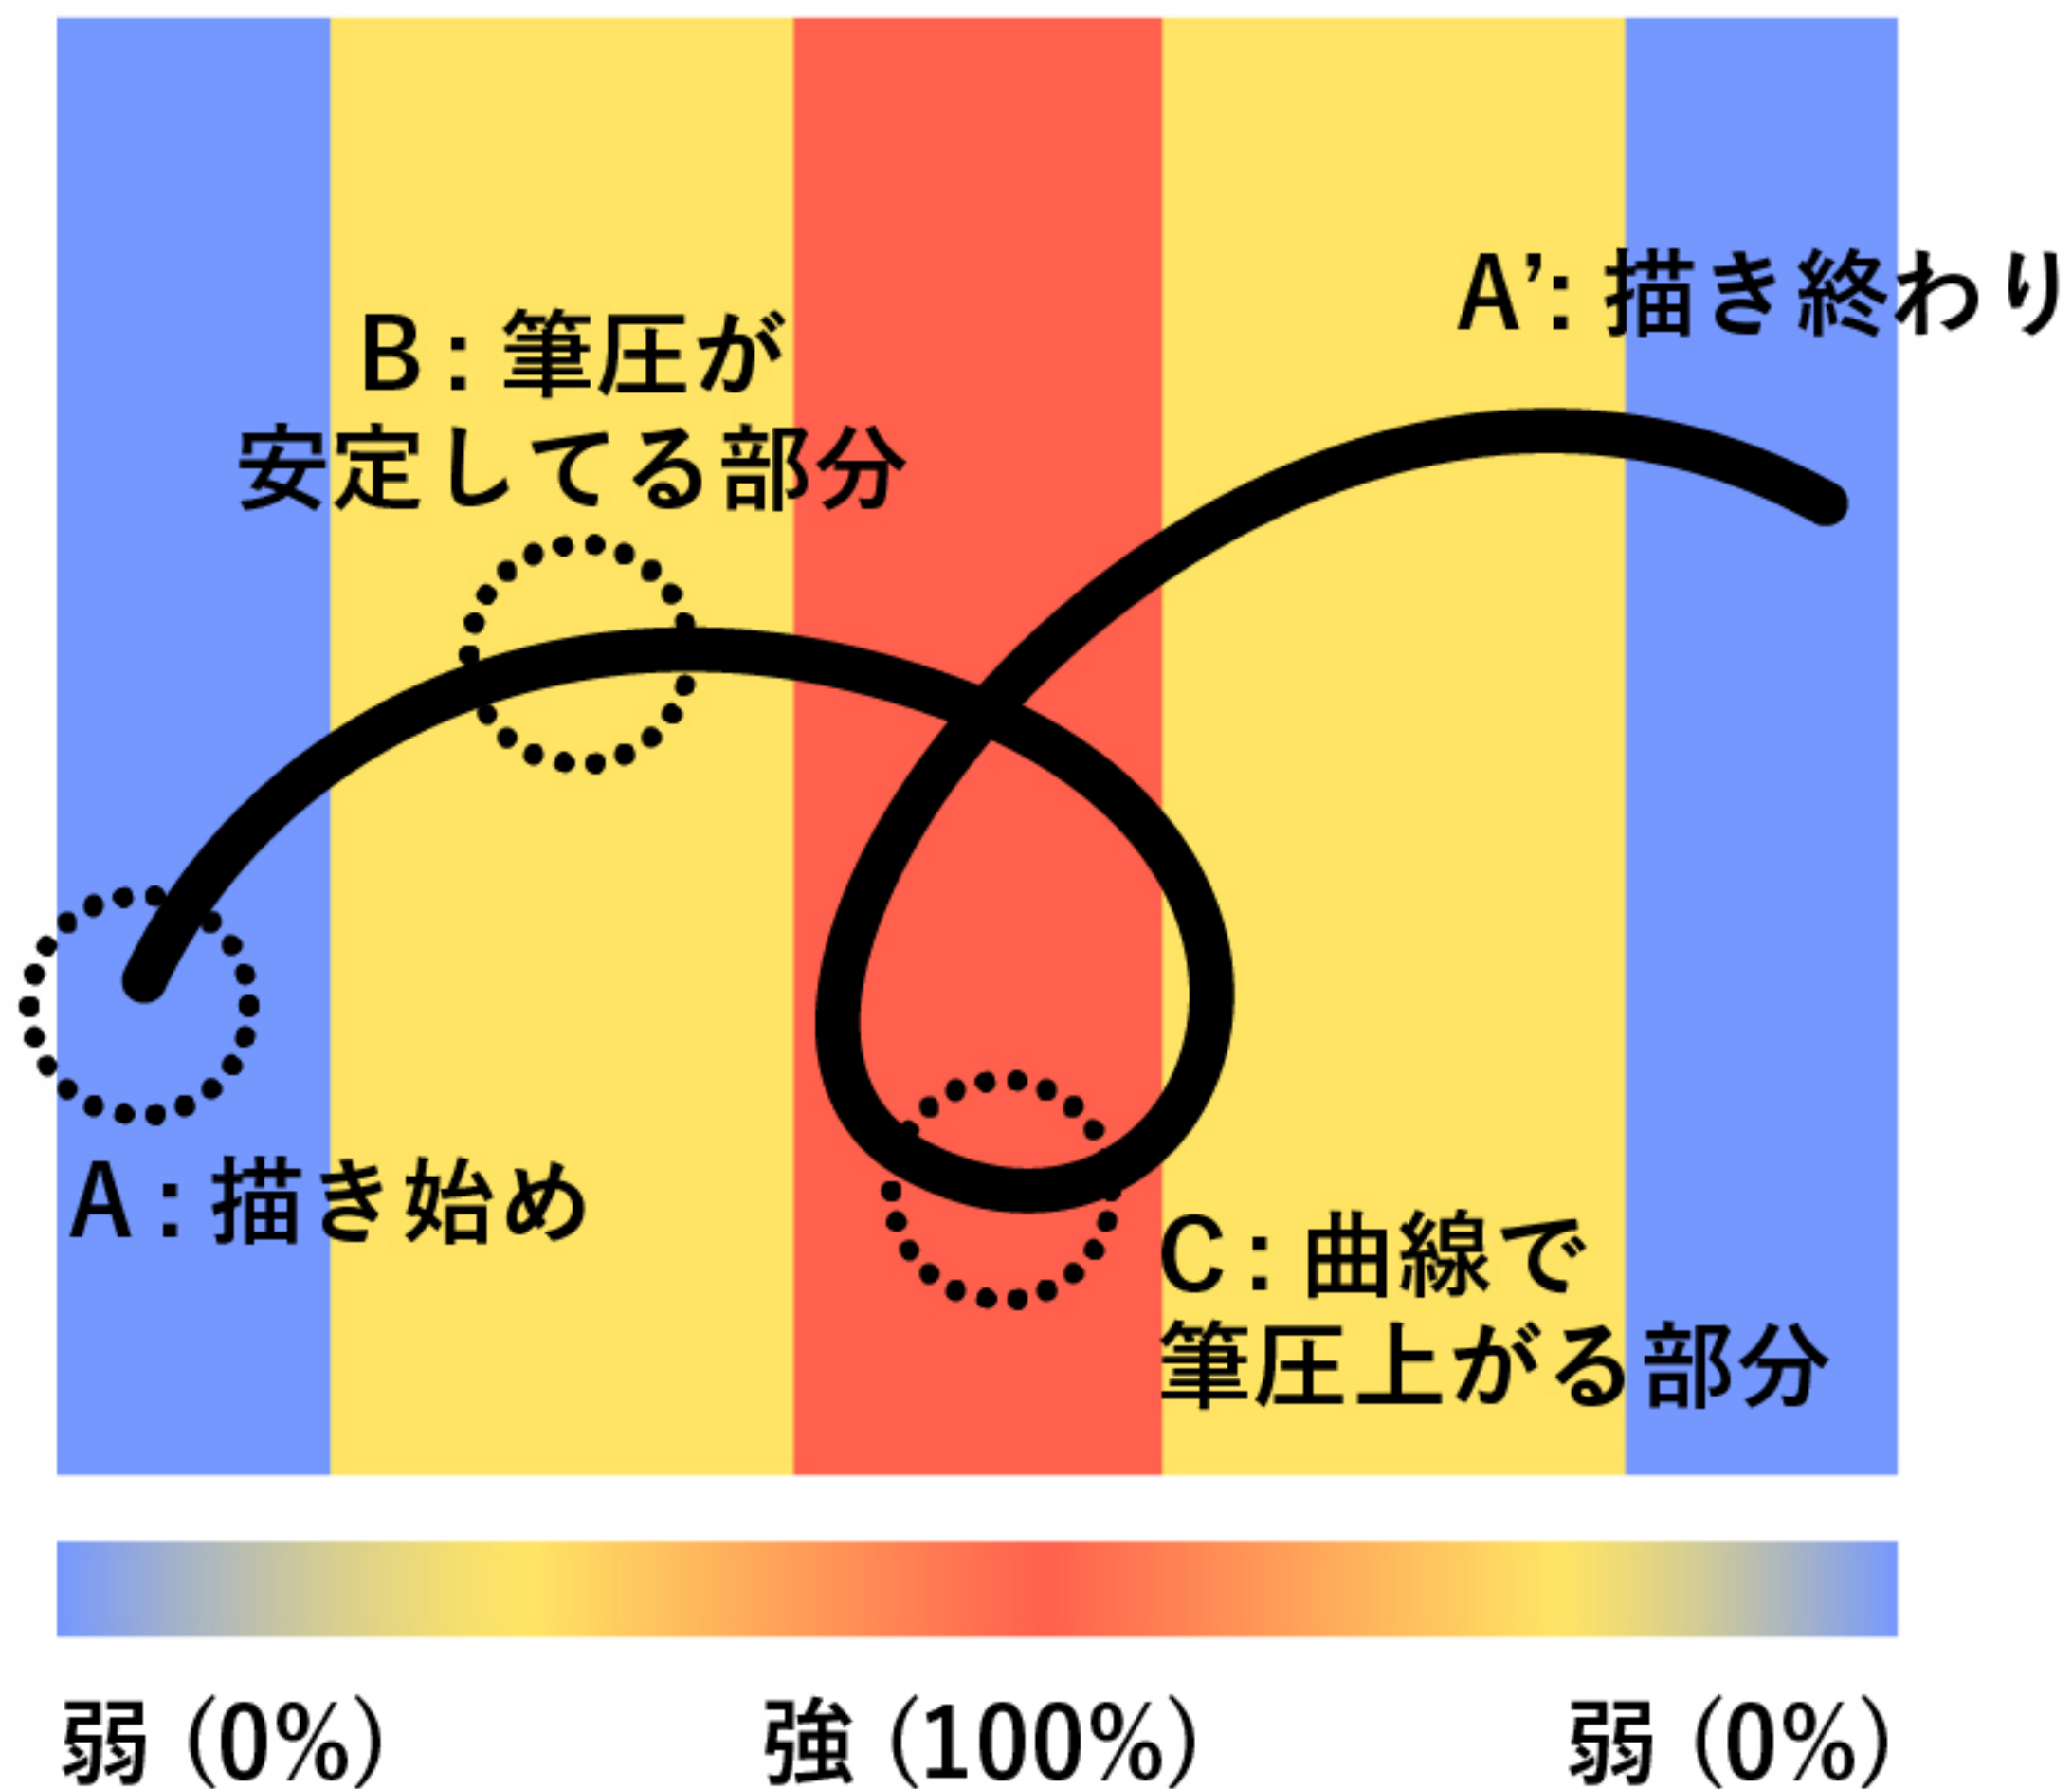 A’: 描き終わり
B : 筆圧が
安定してる部分
A : 描き始め
C : 曲線で
筆圧上がる部分
弱 (0%)
強 (100%)
弱 (0%)